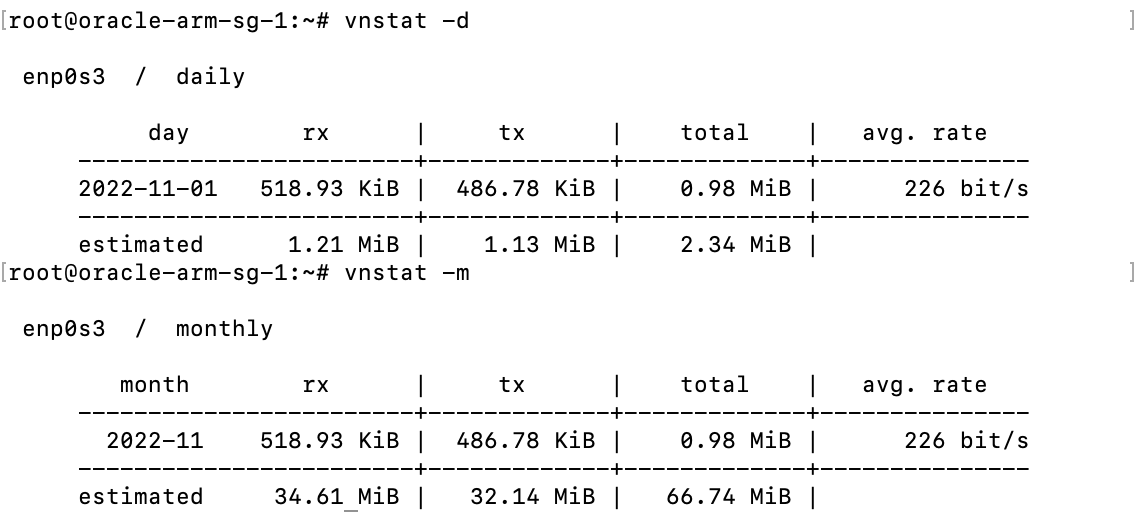 [root@oracle-arm-sg-1:~# vnstat -d ]
enp0s3 / daily
day rx | tx | total | avg. rate
------------------------+-------------+-------------+---------------
2022-11-01 518.93 KiB | 486.78 KiB | 0.98 MiB | 226 bit/s
------------------------+-------------+-------------+---------------
estimated 1.21 MiB | 1.13 MiB | 2.34 MiB |
[root@oracle-arm-sg-1:~# vnstat -m ]
enp0s3 / monthly
month rx | tx | total | avg. rate
------------------------+-------------+-------------+---------------
2022-11 518.93 KiB | 486.78 KiB | 0.98 MiB | 226 bit/s
------------------------+-------------+-------------+---------------
estimated 34.61 MiB | 32.14 MiB | 66.74 MiB |